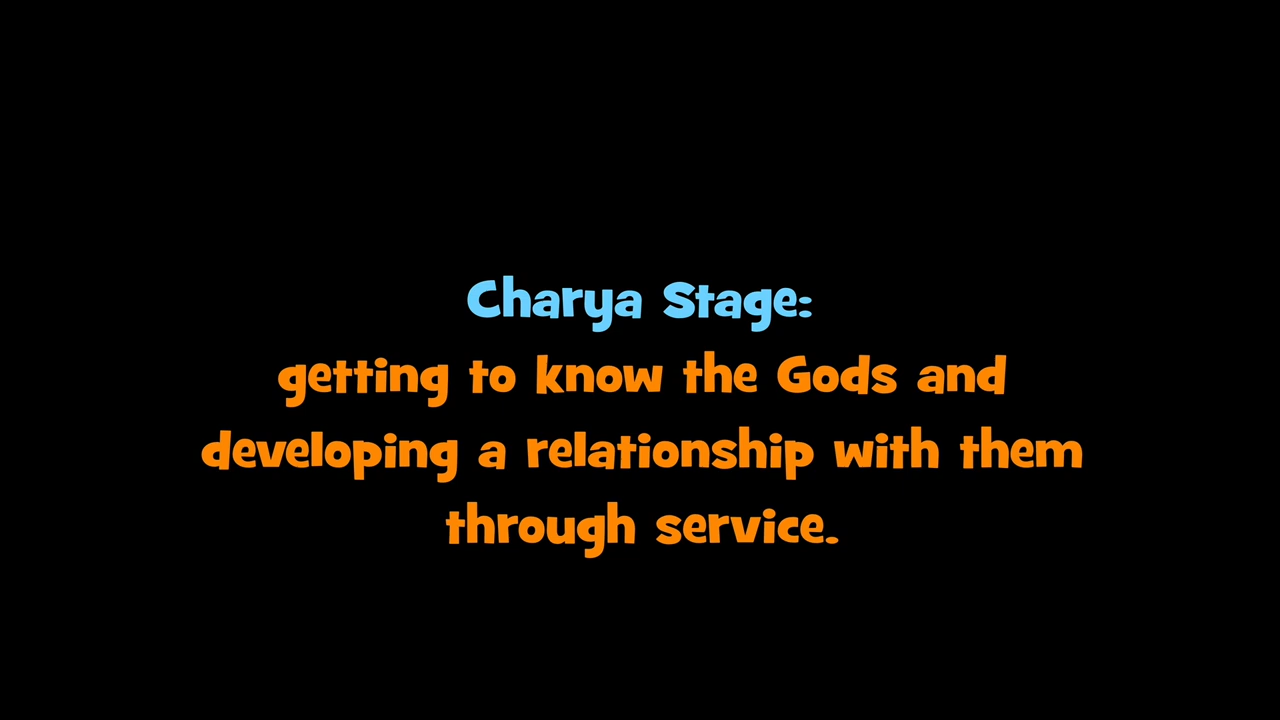 Charya Stage:
getting to know the Gods and
developing a relationship with them
through service.